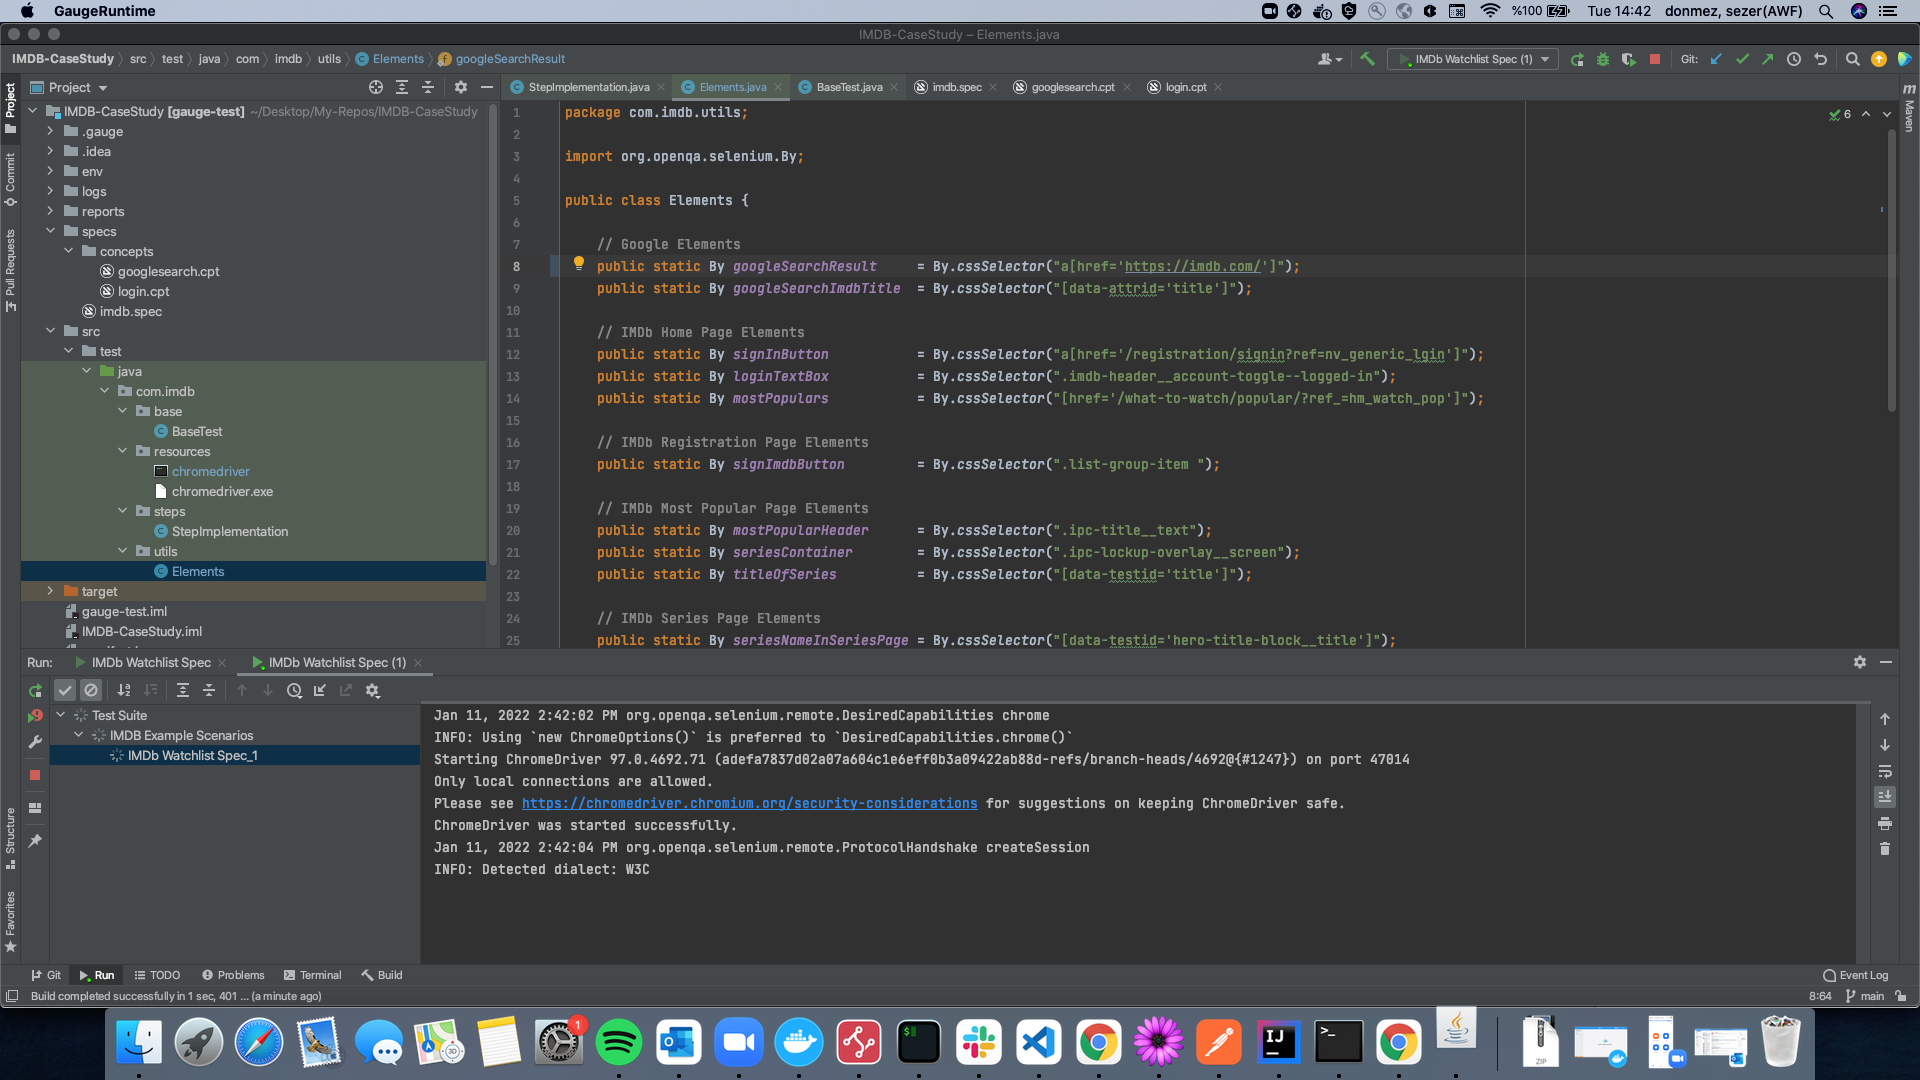 GaugeRuntime
%100
Tue 14:42
donmez, sezer(AWF)
IMDB-CaseStudy – Elements.java
IMDB-CaseStudy
src
test
java
com
imdb
utils
Elements
googleSearchResult
IMDb Watchlist Spec (1)
Git:
Project
StepImplementation.java
Elements.java
BaseTest.java
imdb.spec
googlesearch.cpt
login.cpt
Project
Commit
Pull Requests
Structure
Favorites
Maven
IMDB-CaseStudy [gauge-test] ~/Desktop/My-Repos/IMDB-CaseStudy
.gauge
.idea
env
logs
reports
specs
concepts
googlesearch.cpt
login.cpt
imdb.spec
src
test
java
com.imdb
base
BaseTest
resources
chromedriver
chromedriver.exe
steps
StepImplementation
utils
Elements
target
gauge-test.iml
IMDB-CaseStudy.iml
6
1 package com.imdb.utils;
2
3 import org.openqa.selenium.By;
4
5 public class Elements {
6
7 // Google Elements
8 public static By googleSearchResult = By.cssSelector("a[href='https://imdb.com/']");
9 public static By googleSearchImdbTitle = By.cssSelector("[data-attrid='title']");
10
11 // IMDb Home Page Elements
12 public static By signInButton = By.cssSelector("a[href='/registration/signin?ref=nv_generic_lgin']");
13 public static By loginTextBox = By.cssSelector(".imdb-header__account-toggle--logged-in");
14 public static By mostPopulars = By.cssSelector("[href='/what-to-watch/popular/?ref_=hm_watch_pop']");
15
16 // IMDb Registration Page Elements
17 public static By signImdbButton = By.cssSelector(".list-group-item ");
18
19 // IMDb Most Popular Page Elements
20 public static By mostPopularHeader = By.cssSelector(".ipc-title__text");
21 public static By seriesContainer = By.cssSelector(".ipc-lockup-overlay__screen");
22 public static By titleOfSeries = By.cssSelector("[data-testid='title']");
23
24 // IMDb Series Page Elements
25 public static By seriesNameInSeriesPage = By.cssSelector("[data-testid='hero-title-block__title']");
Run:
IMDb Watchlist Spec
IMDb Watchlist Spec (1)
Test Suite
IMDB Example Scenarios
IMDb Watchlist Spec_1
Jan 11, 2022 2:42:02 PM org.openqa.selenium.remote.DesiredCapabilities chrome
INFO: Using `new ChromeOptions()` is preferred to `DesiredCapabilities.chrome()`
Starting ChromeDriver 97.0.4692.71 (adefa7837d02a07a604c1e6eff0b3a09422ab88d-refs/branch-heads/4692@{#1247}) on port 47014
Only local connections are allowed.
Please see https://chromedriver.chromium.org/security-considerations for suggestions on keeping ChromeDriver safe.
ChromeDriver was started successfully.
Jan 11, 2022 2:42:04 PM org.openqa.selenium.remote.ProtocolHandshake createSession
INFO: Detected dialect: W3C
Git
Run
TODO
Problems
Terminal
Build
Event Log
Build completed successfully in 1 sec, 401 ... (a minute ago)
8:64
main
1
IJ
ZIP